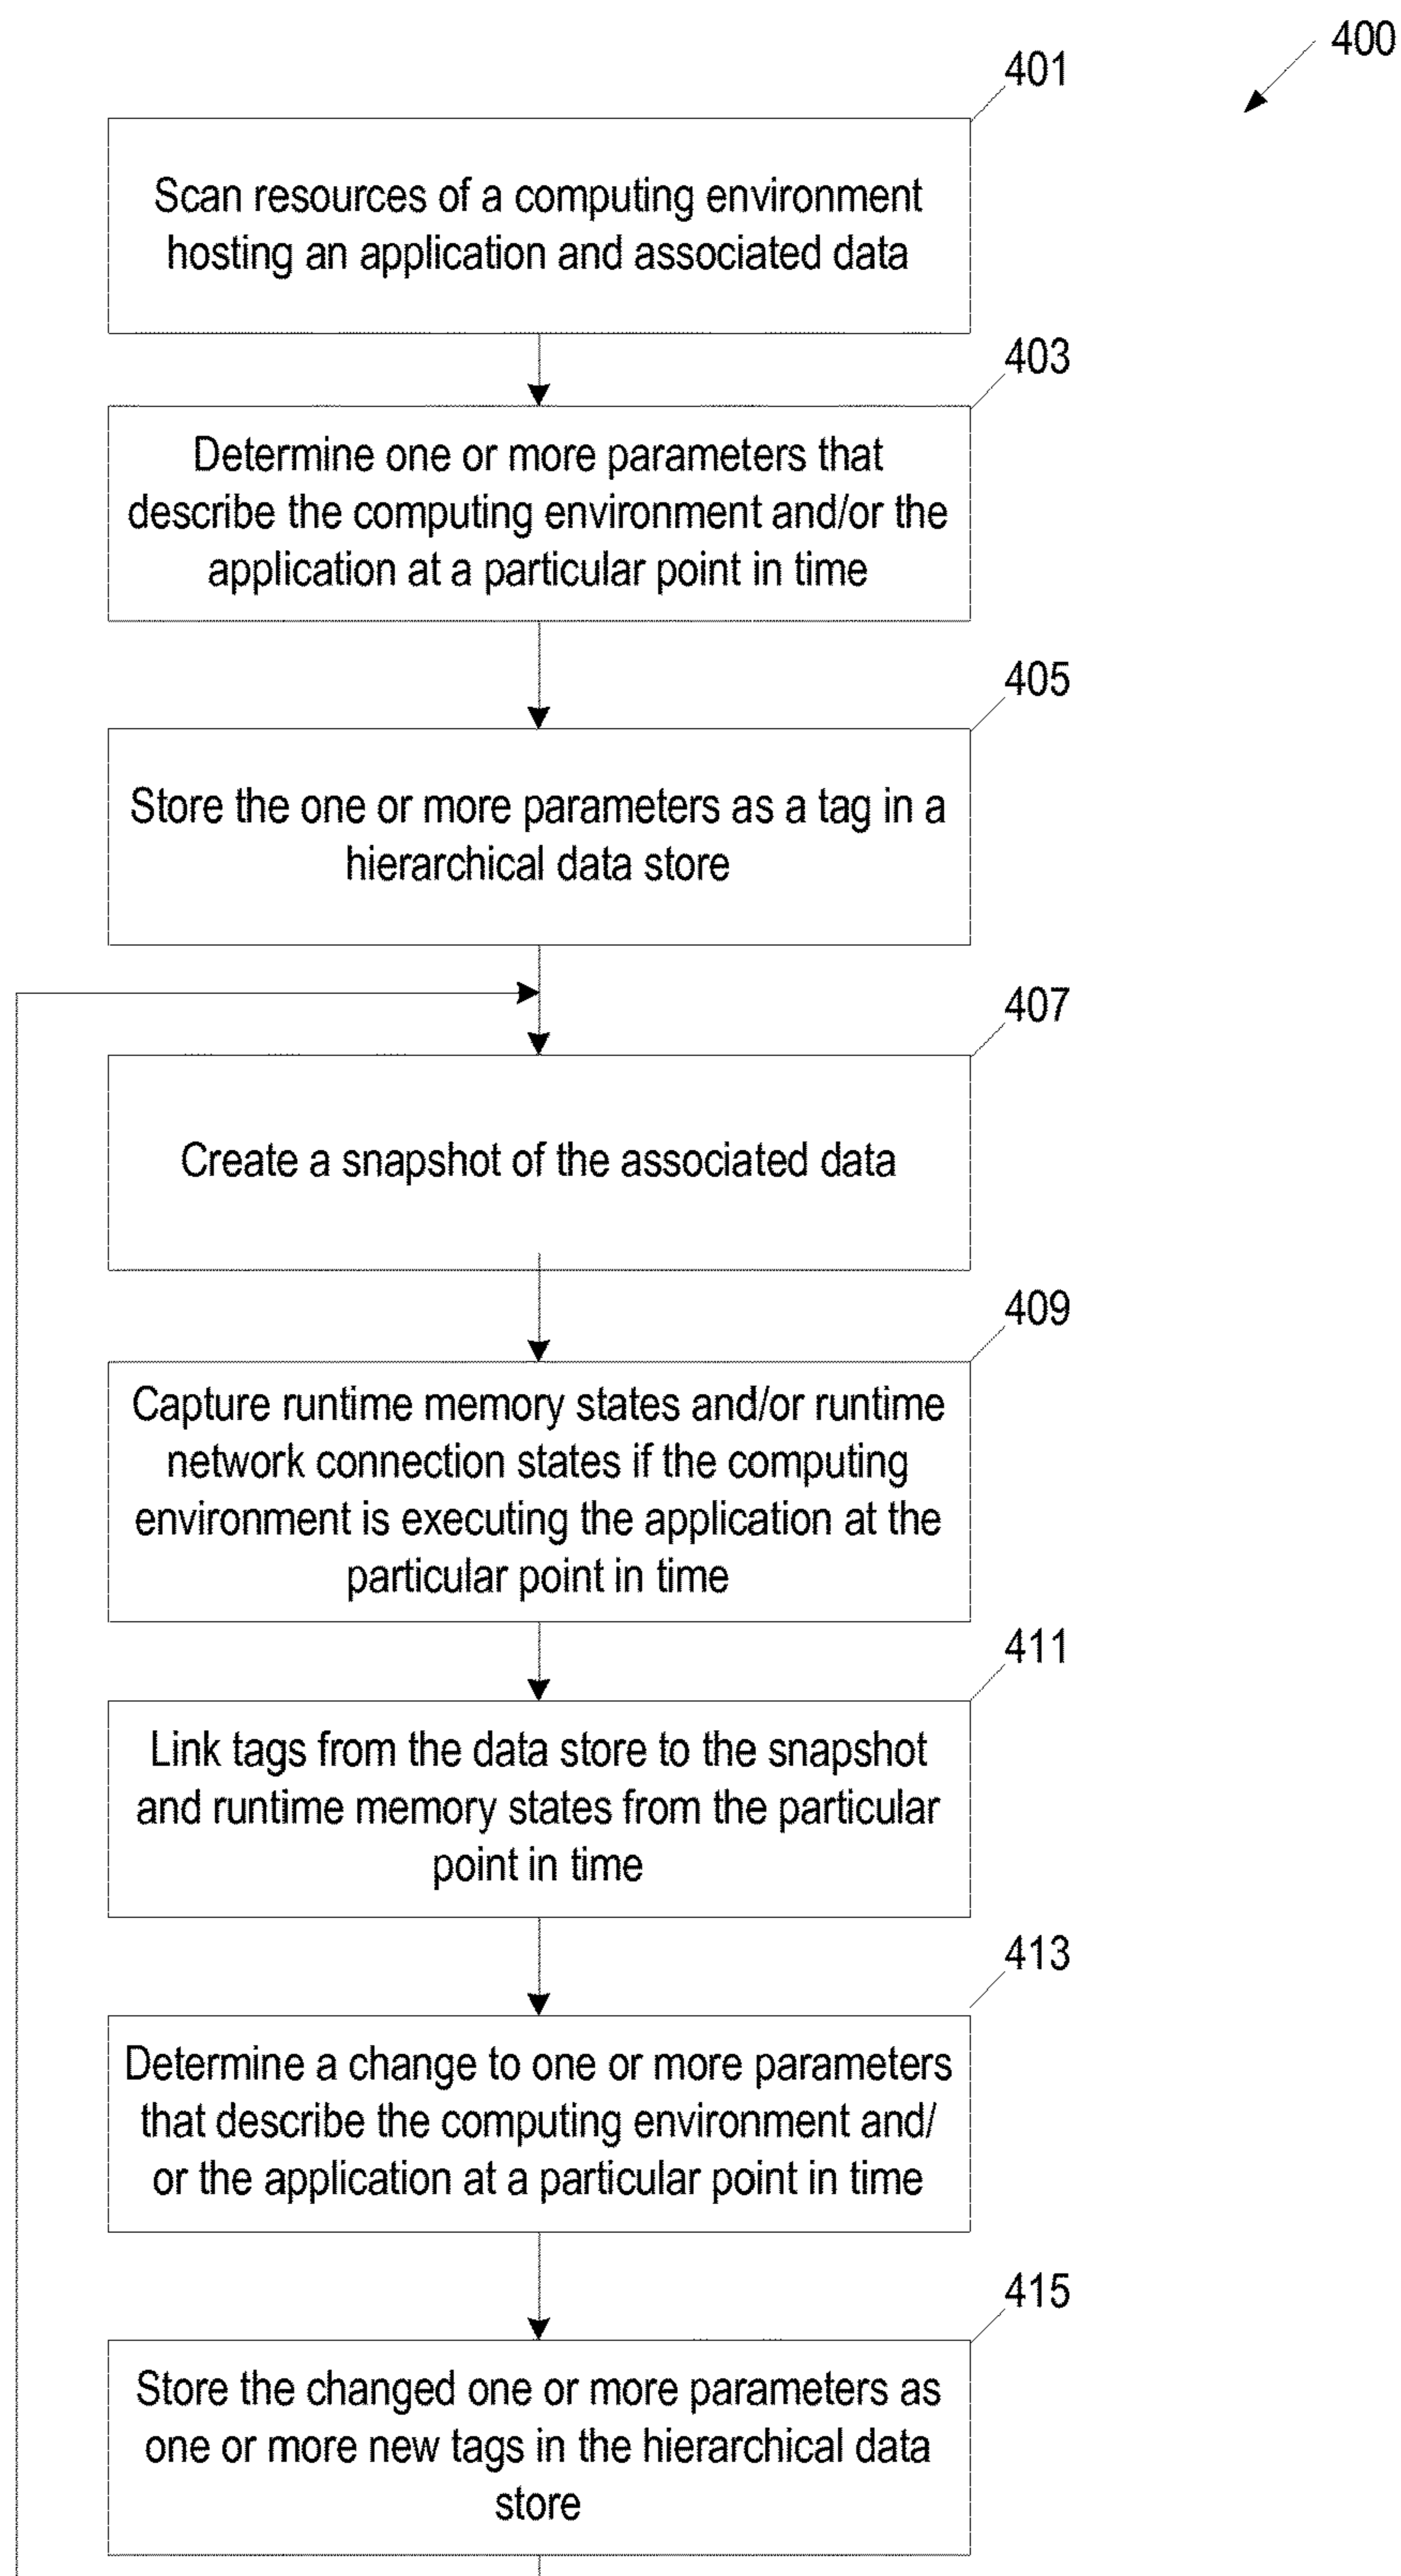 400
401
Scan resources of a computing environment
hosting an application and associated data
403
Determine one or more parameters that
describe the computing environment and/or the
application at a particular point in time
405
Store the one or more parameters as a tag in a
hierarchical data store
407
Create a snapshot of the associated data
409
Capture runtime memory states and/or runtime
network connection states if the computing
environment is executing the application at the
particular point in time
411
Link tags from the data store to the snapshot
and runtime memory states from the particular
point in time
413
Determine a change to one or more parameters
that describe the computing environment and/
or the application at a particular point in time
415
Store the changed one or more parameters as
one or more new tags in the hierarchical data
store